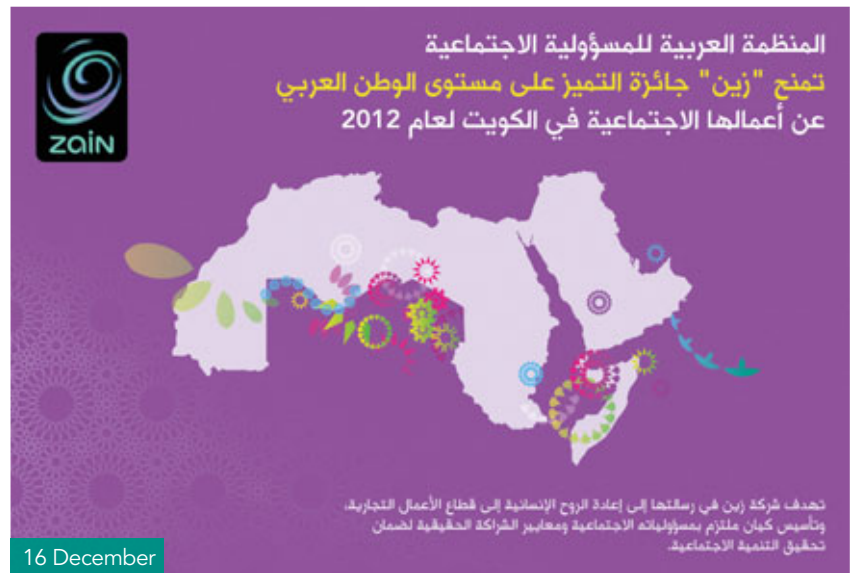 المنظمة العربية للمسؤولية الاجتماعية
تمنح "زين" جائزة التميز على مستوى الوطن العربي
عن أعمالها الاجتماعية في الكويت لعام 2012
zain
تهدف شركة زين في رسالتها إلى إعادة الروح الإنسانية إلى قطاع الأعمال التجارية،
وتأسيس كيان ملتزم بمسؤولياته الاجتماعية ومعايير الشراكة الحقيقية لضمان
تحقيق التنمية الاجتماعية.
16 December